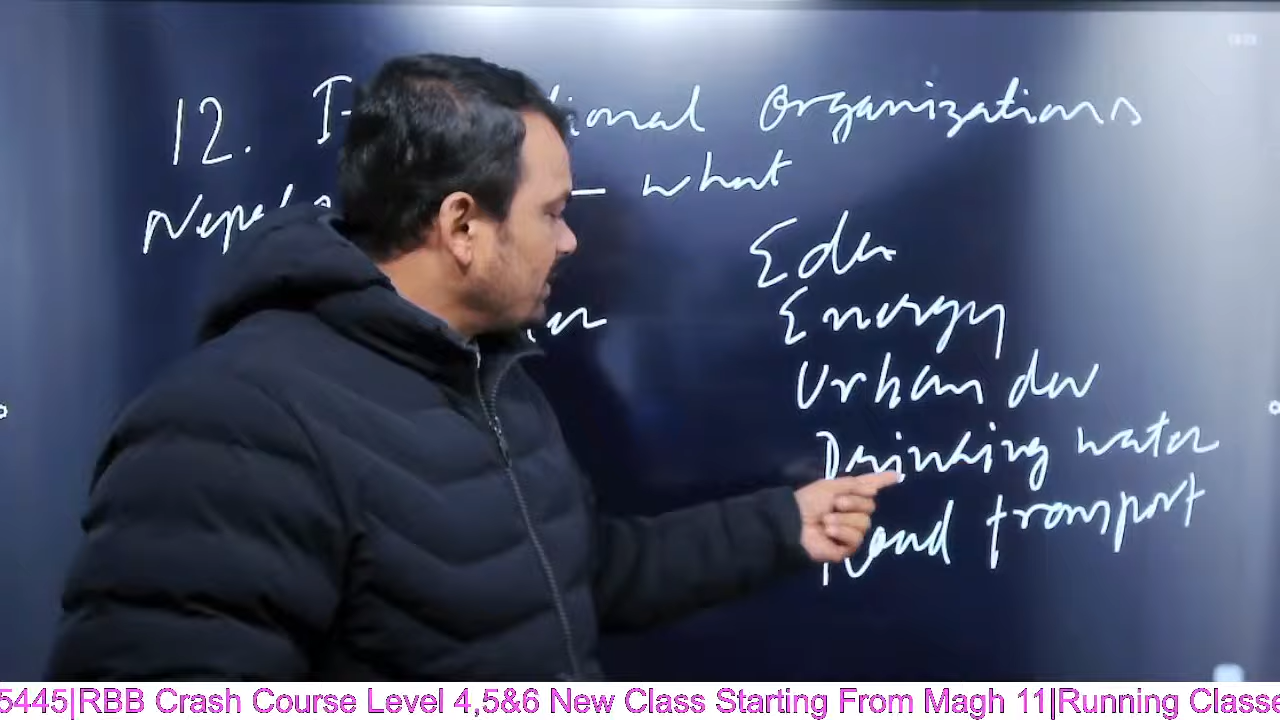 12. I tional Organizations
what
Edu
Energy
Urban dev
Drinking water
Road transport
5445|RBB Crash Course Level 4,5&6 New Class Starting From Magh 11|Running Classe